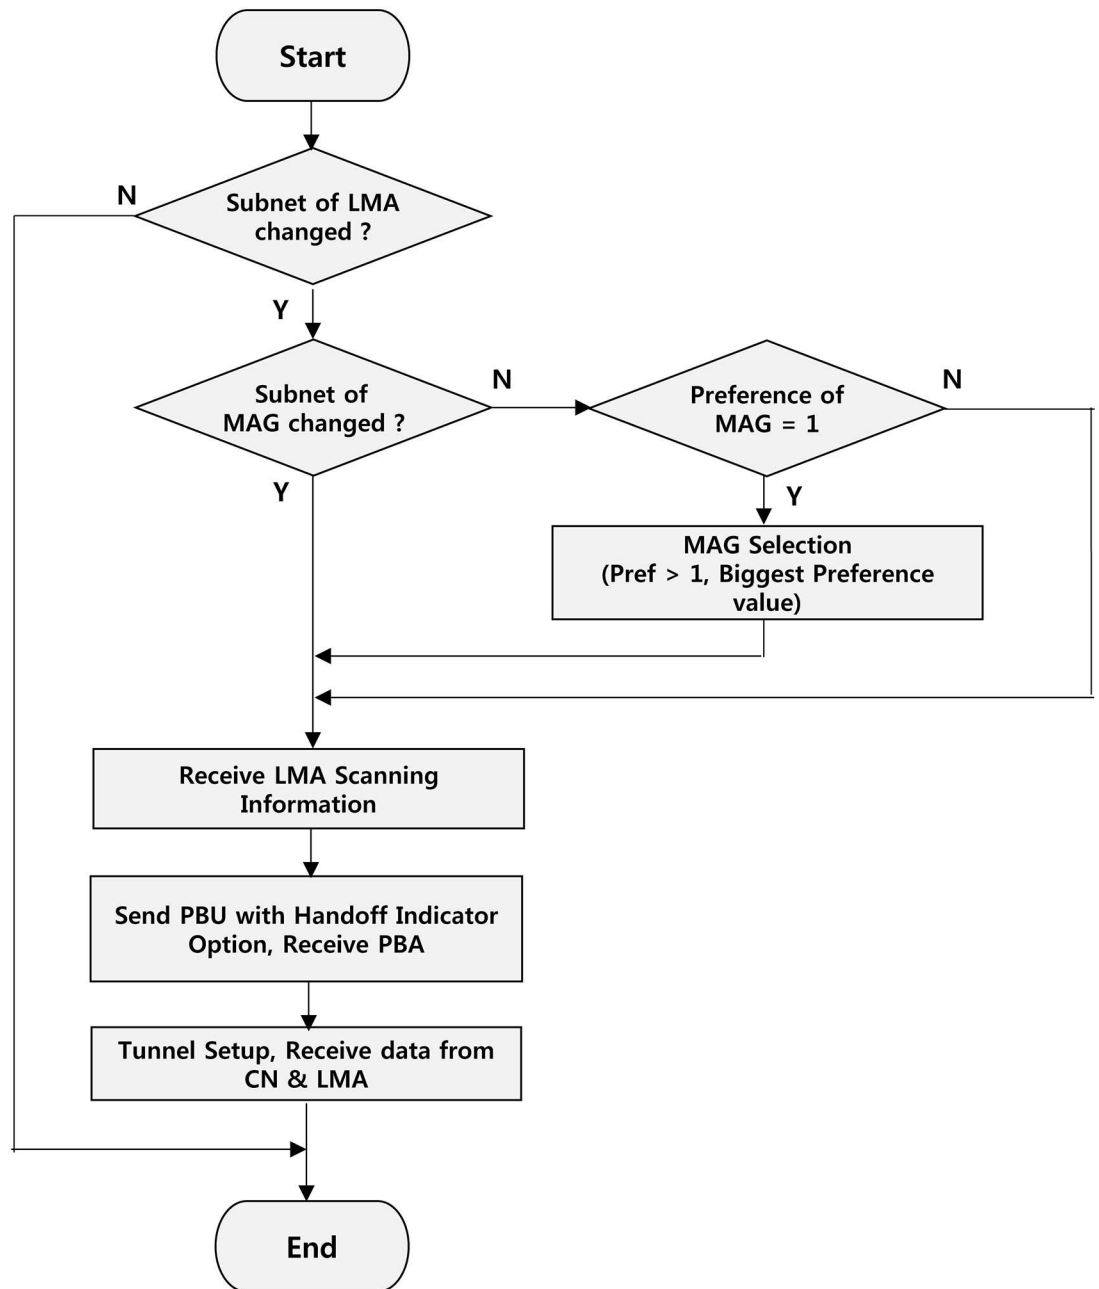 Start
N
Subnet of LMA
changed ?
Y
Subnet of
MAG changed ?
N
Preference of
MAG = 1
N
Y
Y
MAG Selection
(Pref > 1, Biggest Preference
value)
Receive LMA Scanning
Information
Send PBU with Handoff Indicator
Option, Receive PBA
Tunnel Setup, Receive data from
CN & LMA
End